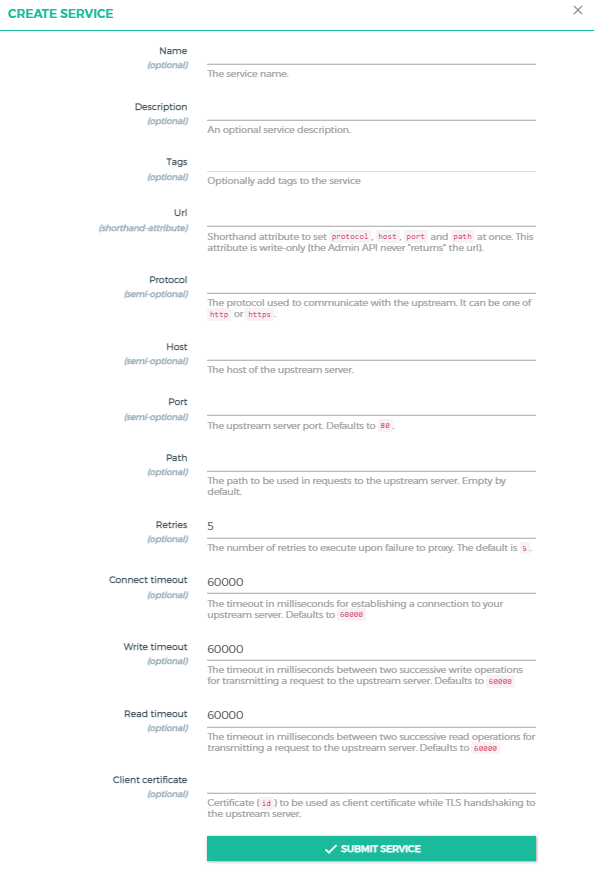 CREATE SERVICE
Name
(optional)
The service name.
Description
(optional)
An optional service description.
Tags
(optional)
Optionally add tags to the service
Url
(shorthand-attribute)
Shorthand attribute to set protocol, host, port and path at once. This
attribute is write-only (the Admin API never "returns" the url).
Protocol
(semi-optional)
The protocol used to communicate with the upstream. It can be one of
http or https.
Host
(semi-optional)
The host of the upstream server.
Port
(semi-optional)
The upstream server port. Defaults to 80.
Path
(optional)
The path to be used in requests to the upstream server. Empty by
default.
Retries
5
(optional)
The number of retries to execute upon failure to proxy. The default is 5.
Connect timeout
60000
(optional)
The timeout in milliseconds for establishing a connection to your
upstream server. Defaults to 60000
Write timeout
60000
(optional)
The timeout in milliseconds between two successive write operations
for transmitting a request to the upstream server. Defaults to 60000
Read timeout
60000
(optional)
The timeout in milliseconds between two successive read operations for
transmitting a request to the upstream server. Defaults to 60000
Client certificate
(optional)
Certificate ( id ) to be used as client certificate while TLS handshaking to
the upstream server.
SUBMIT SERVICE